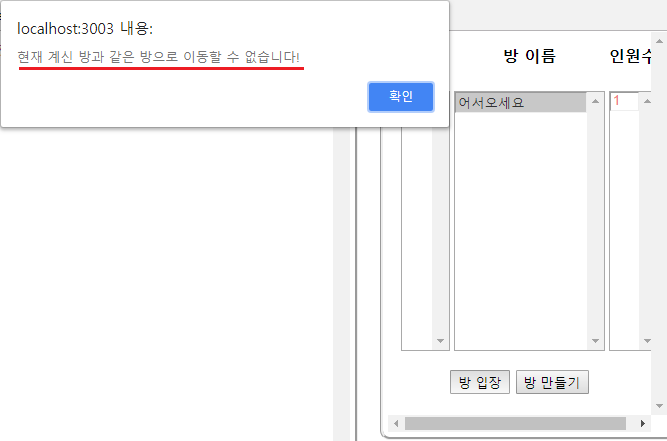 localhost:3003 내용:
현재 계신 방과 같은 방으로 이동할 수 없습니다!
확인
방 이름 인원수
어서오세요 1
방 입장 방 만들기